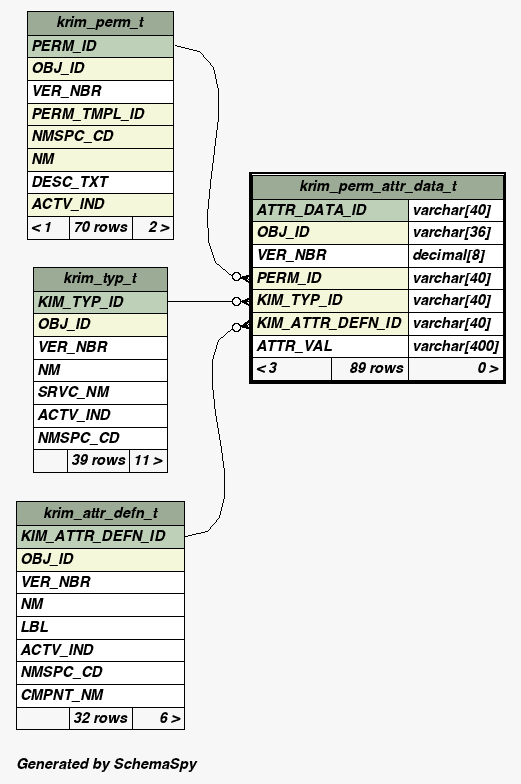 krim_perm_t
PERM_ID
OBJ_ID
VER_NBR
PERM_TMPL_ID
NMSPC_CD
NM
DESC_TXT
ACTV_IND
< 1 70 rows 2 >
krim_typ_t
KIM_TYP_ID
OBJ_ID
VER_NBR
NM
SRVC_NM
ACTV_IND
NMSPC_CD
39 rows 11 >
krim_attr_defn_t
KIM_ATTR_DEFN_ID
OBJ_ID
VER_NBR
NM
LBL
ACTV_IND
NMSPC_CD
CMPNT_NM
32 rows 6 >
krim_perm_attr_data_t
ATTR_DATA_ID varchar[40]
OBJ_ID varchar[36]
VER_NBR decimal[8]
PERM_ID varchar[40]
KIM_TYP_ID varchar[40]
KIM_ATTR_DEFN_ID varchar[40]
ATTR_VAL varchar[400]
< 3 89 rows 0 >
Generated by SchemaSpy